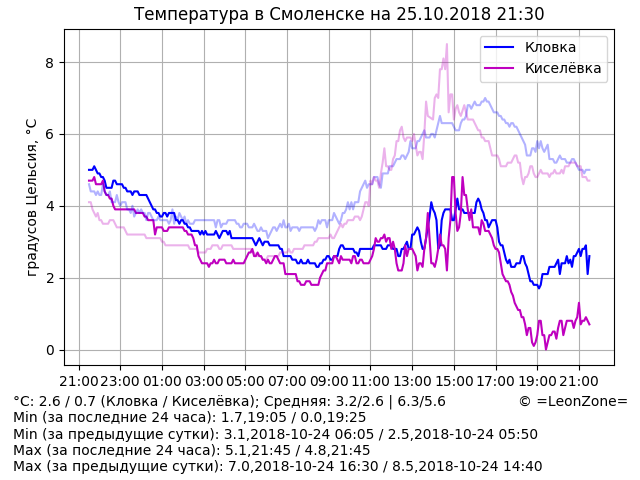 Температура в Смоленске на 25.10.2018 21:30
Кловка
Киселёвка
градусов Цельсия, °C
8
6
4
2
0
21:00 23:00 01:00 03:00 05:00 07:00 09:00 11:00 13:00 15:00 17:00 19:00 21:00
°C: 2.6 / 0.7 (Кловка / Киселёвка); Средняя: 3.2/2.6 | 6.3/5.6 © =LeonZone=
Min (за последние 24 часа): 1.7,19:05 / 0.0,19:25
Min (за предыдущие сутки): 3.1,2018-10-24 06:05 / 2.5,2018-10-24 05:50
Max (за последние 24 часа): 5.1,21:45 / 4.8,21:45
Max (за предыдущие сутки): 7.0,2018-10-24 16:30 / 8.5,2018-10-24 14:40